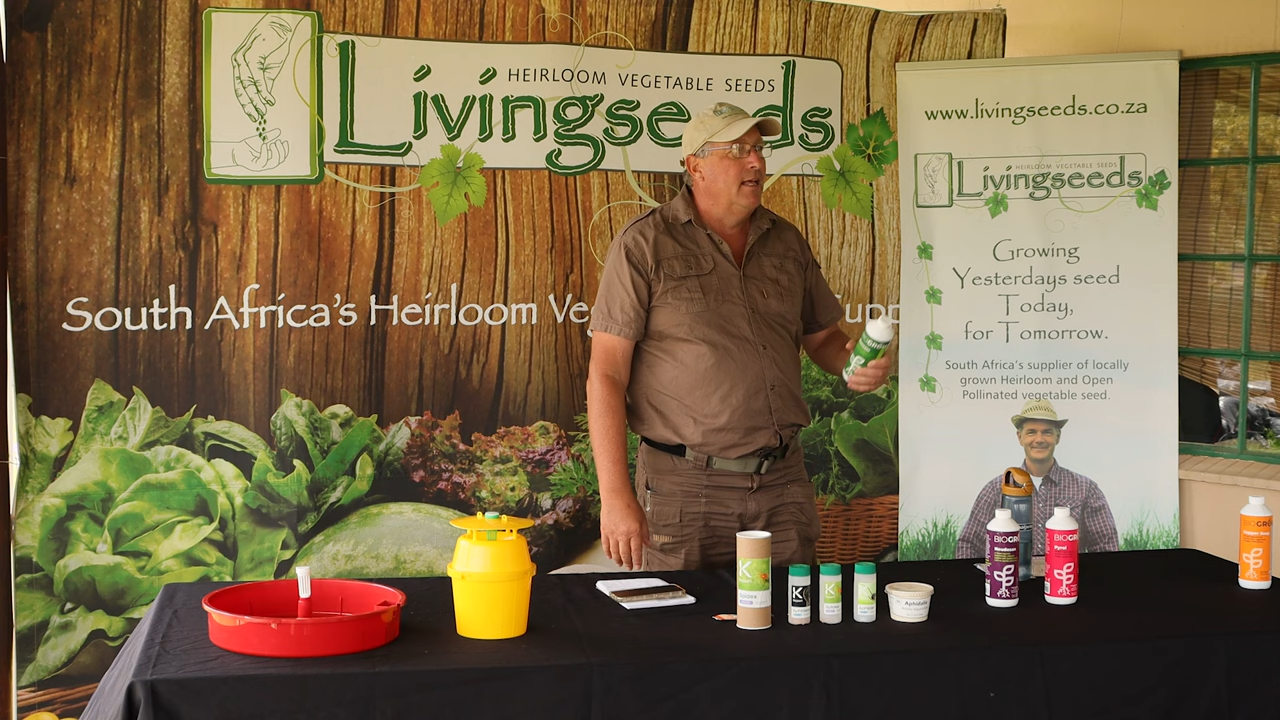 HEIRLOOM VEGETABLE SEEDS
Livingseeds
South Africa's Heirloom
www.livingseeds.co.za
HEIRLOOM VEGETABLE SEEDS
Livingseeds
Growing
Yesterdays seed
Today,
for Tomorrow.
South Africa's supplier of locally
grown Heirloom and Open
Pollinated vegetable seed.
K
K
K
BIOGRO
BIOGRO
Pyrol
BIOGRO